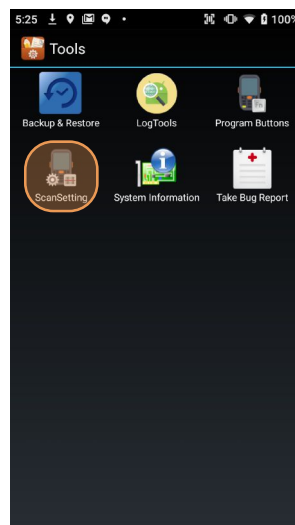 5:25 100%
Tools
Backup & Restore LogTools Program Buttons
ScanSetting System Information Take Bug Report